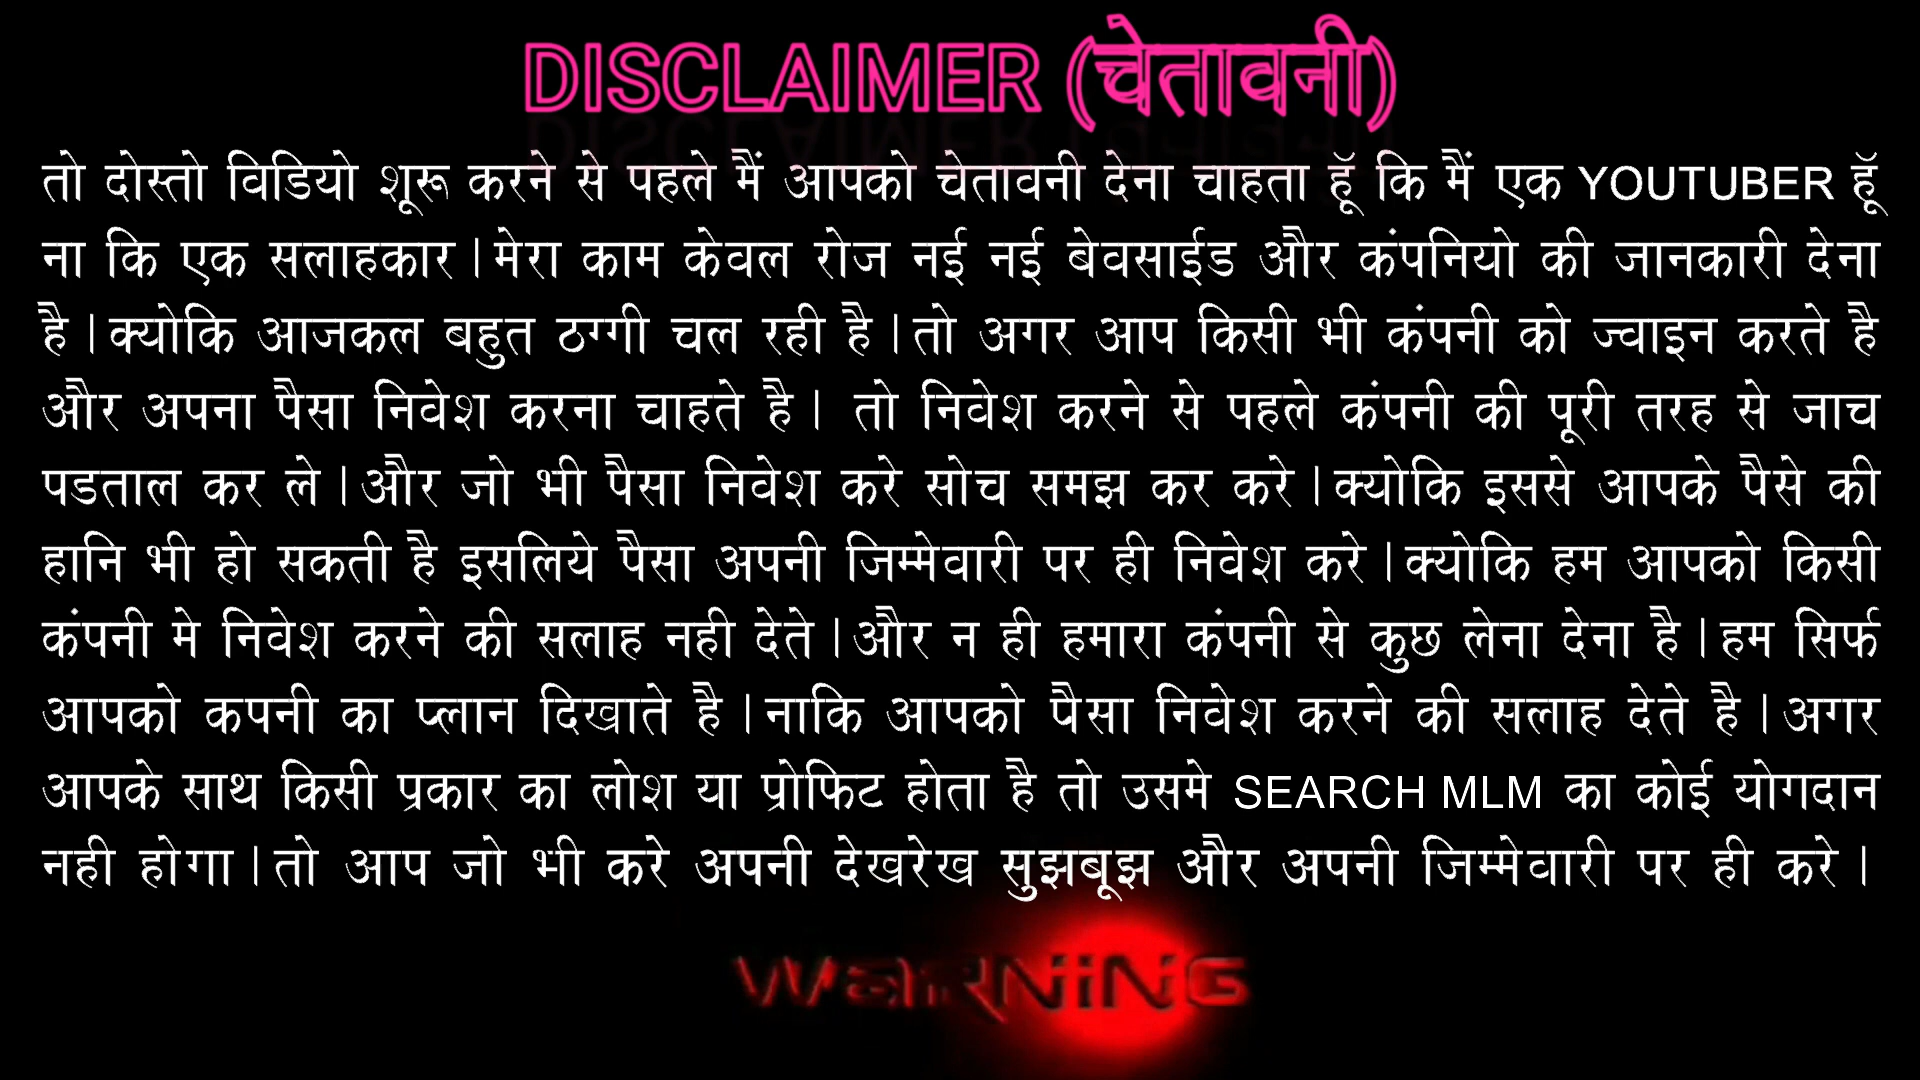 DISCLAIMER (चेतावनी)
तो दोस्तो विडियो शूरू करने से पहले मैं आपको चेतावनी देना चाहता हूॅ कि मैं एक YOUTUBER हूॅ
ना कि एक सलाहकार।मेरा काम केवल रोज नई नई बेवसाईड और कंपनियो की जानकारी देना
है।क्योकि आजकल बहुत ठग्गी चल रही है।तो अगर आप किसी भी कंपनी को ज्वाइन करते है
और अपना पैसा निवेश करना चाहते है। तो निवेश करने से पहले कंपनी की पूरी तरह से जाच
पडताल कर ले।और जो भी पैसा निवेश करे सोच समझ कर करे।क्योकि इससे आपके पैसे की
हानि भी हो सकती है इसलिये पैसा अपनी जिम्मेवारी पर ही निवेश करे।क्योकि हम आपको किसी
कंपनी मे निवेश करने की सलाह नही देते।और न ही हमारा कंपनी से कुछ लेना देना है।हम सिर्फ
आपको कपनी का प्लान दिखाते है।नाकि आपको पैसा निवेश करने की सलाह देते है।अगर
आपके साथ किसी प्रकार का लोश या प्रोफिट होता है तो उसमे SEARCH MLM का कोई योगदान
नही होगा।तो आप जो भी करे अपनी देखरेख सुझबूझ और अपनी जिम्मेवारी पर ही करे।
WaRNiNG